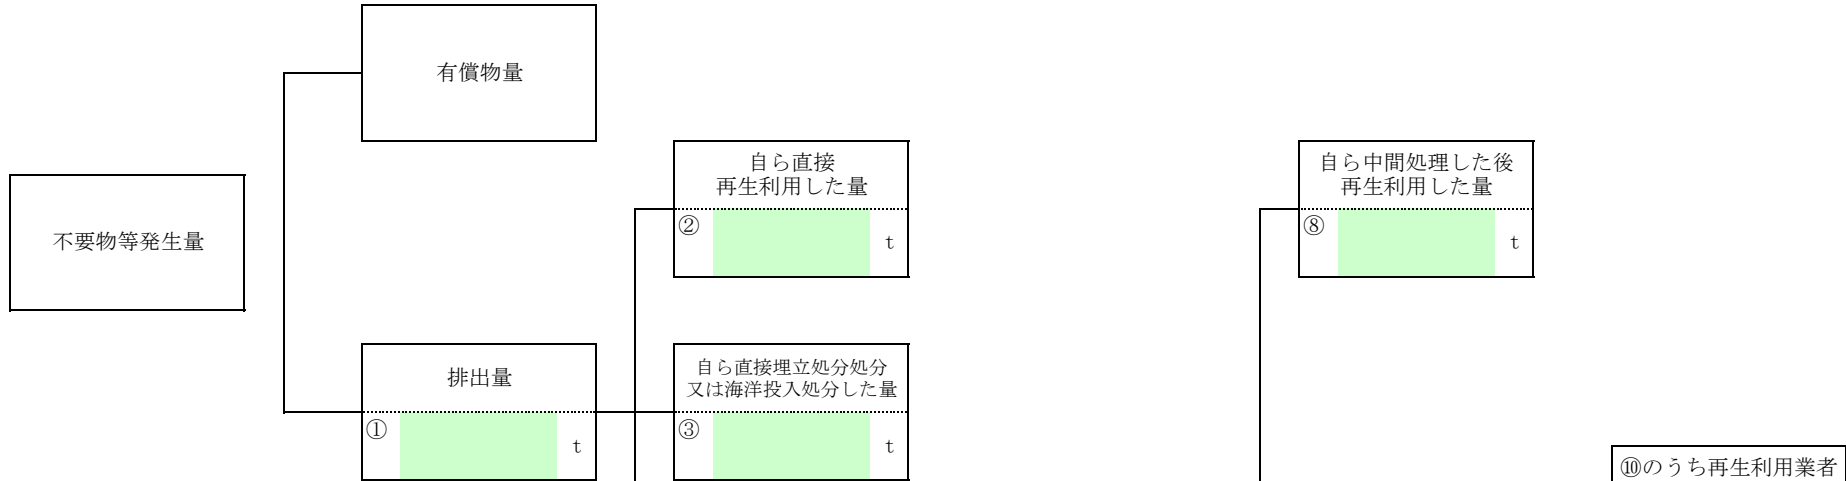 有償物量
自ら直接
再生利用した量
②
t
自ら中間処理した後
再生利用した量
⑧
t
不要物等発生量
排出量
①
t
自ら直接埋立処分処分
又は海洋投入処分した量
③
t
⑩のうち再生利用業者